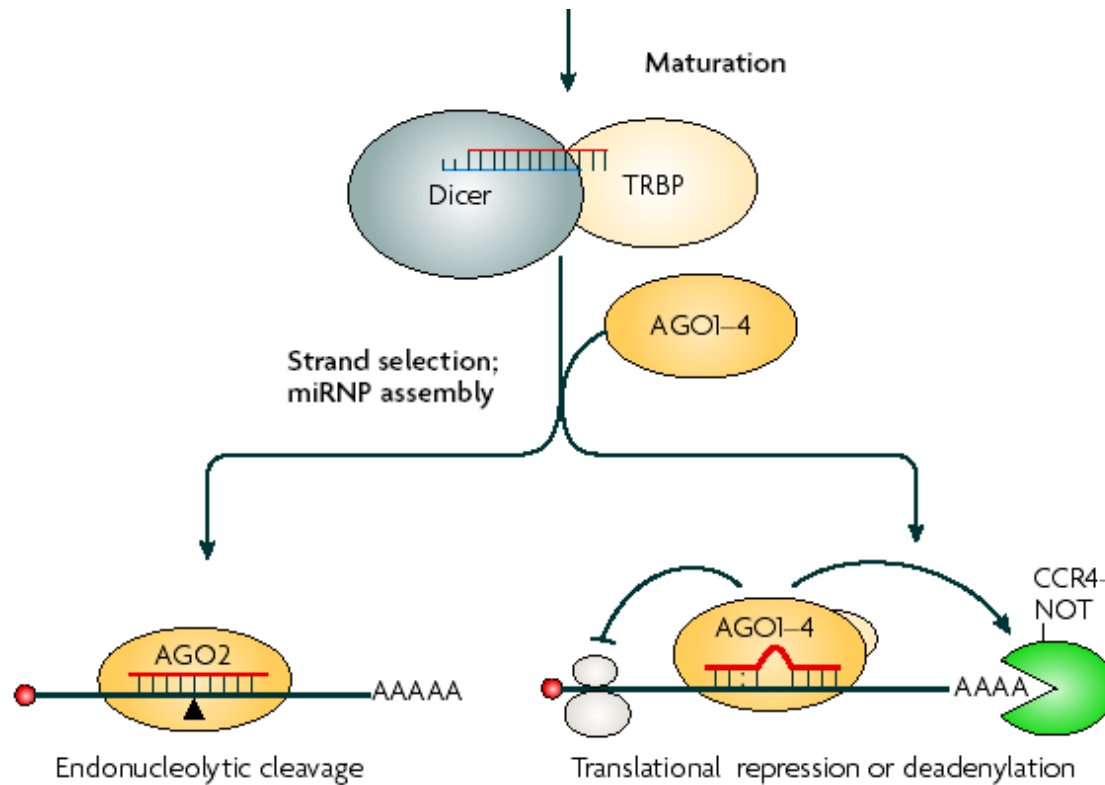 Maturation
Dicer
TRBP
AGO1–4
Strand selection;
miRNP assembly
CCR4-
NOT
AGO2
AGO1–4
AAAAA
AAAA
Endonucleolytic cleavage
Translational repression or deadenylation